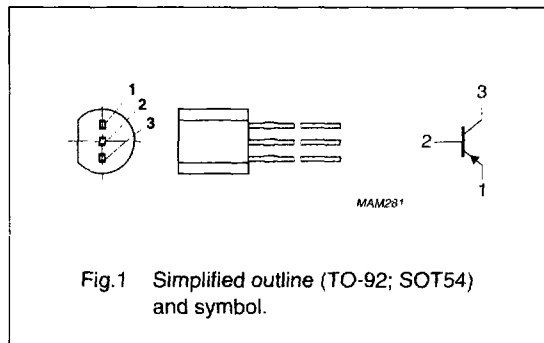 1
2
3
3
2
1
MAM281
Fig.1 Simplified outline (TO-92; SOT54)
and symbol.